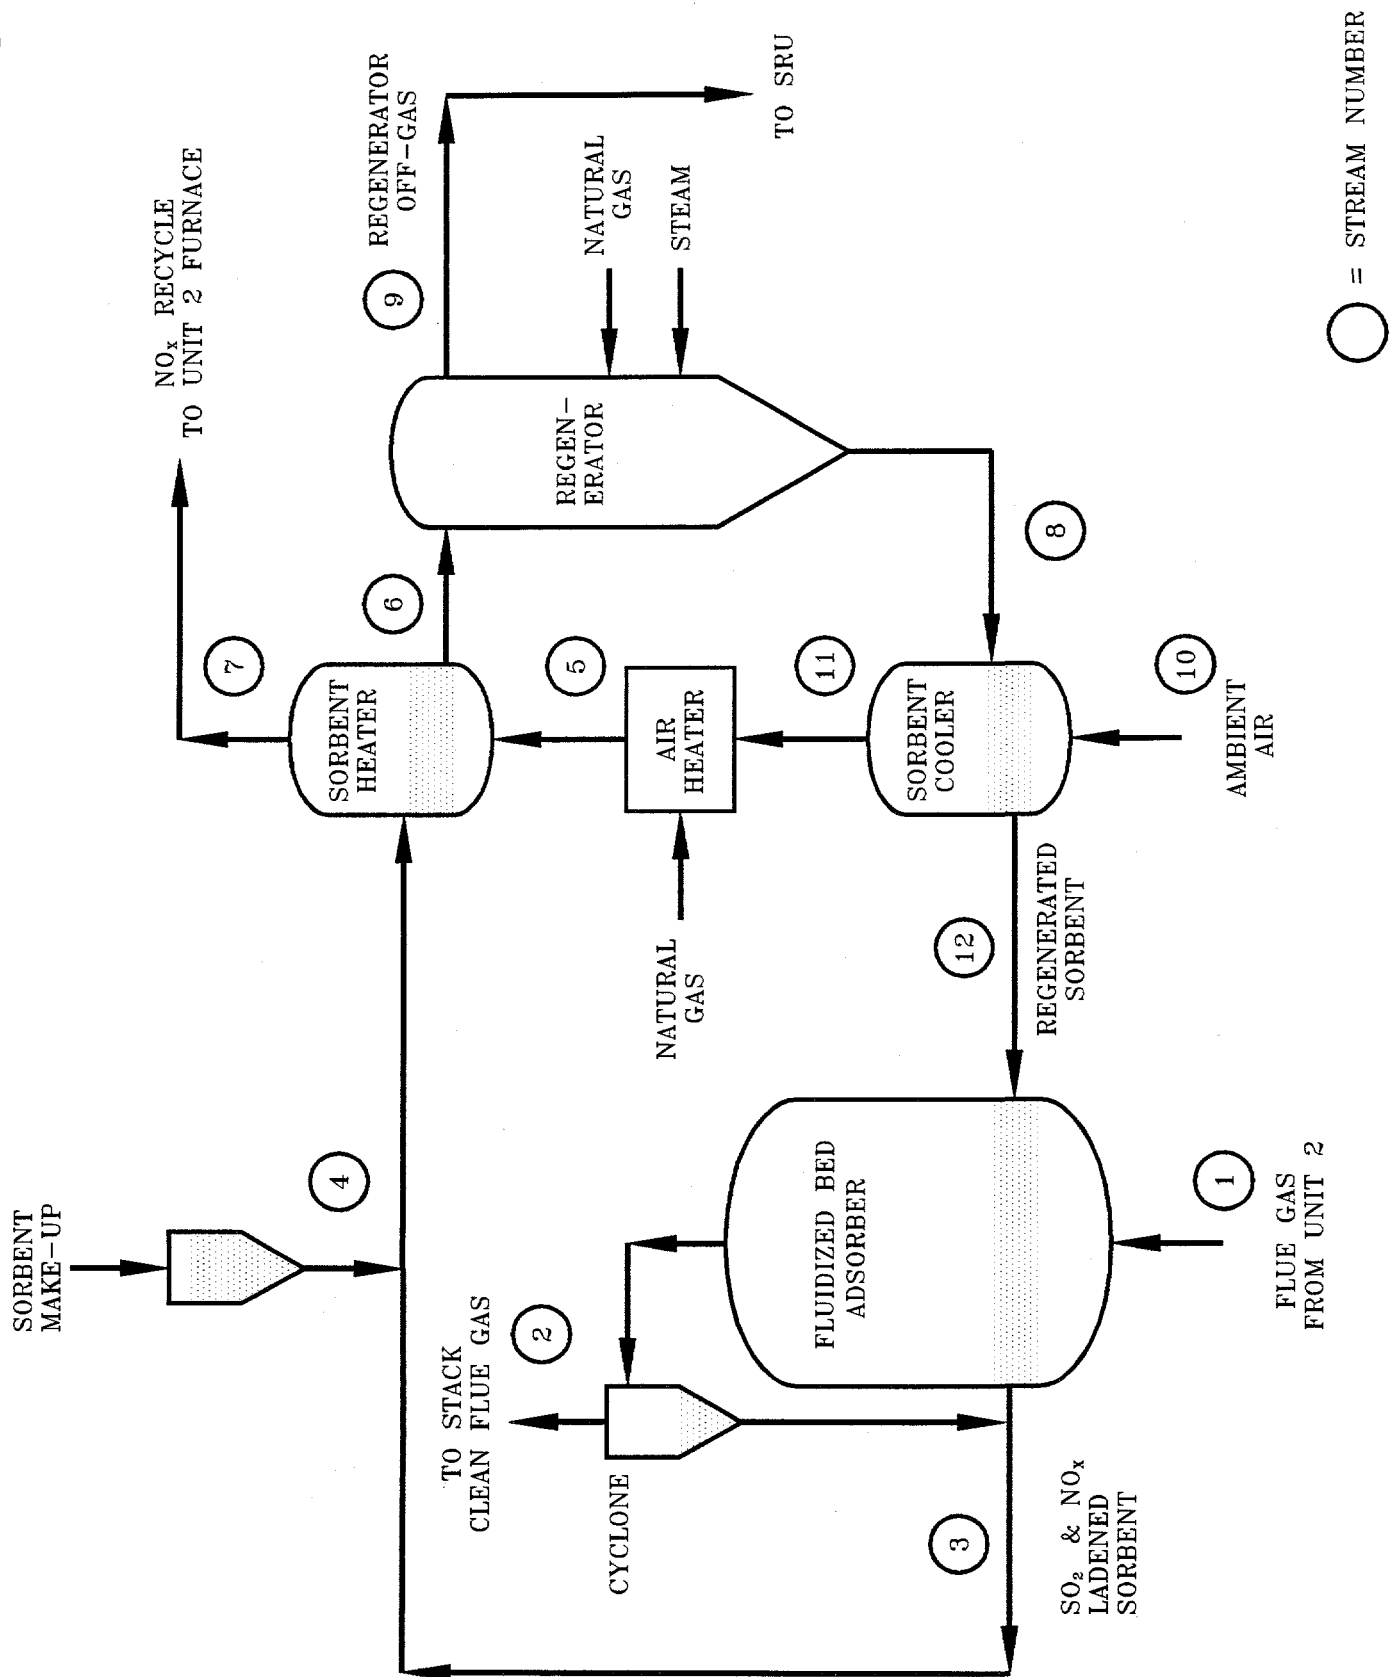 SORBENT
MAKE-UP
4
TO STACK
CLEAN FLUE GAS
2
CYCLONE
FLUIDIZED BED
ADSORBER
3
SO₂ & NOₓ
LADENED
SORBENT
1
FLUE GAS
FROM UNIT 2
NOₓ RECYCLE
TO UNIT 2 FURNACE
7
SORBENT
HEATER
6
5
AIR
HEATER
NATURAL
GAS
11
SORBENT
COOLER
12
REGENERATED
SORBENT
10
AMBIENT
AIR
9
REGENERATOR
OFF-GAS
REGEN-
ERATOR
NATURAL
GAS
STEAM
8
TO SRU
= STREAM NUMBER